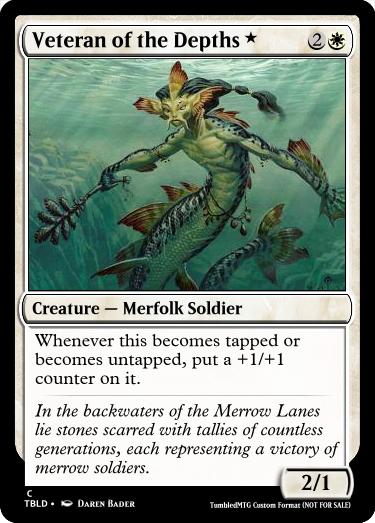 Veteran of the Depths ★ 2
Creature — Merfolk Soldier
Whenever this becomes tapped or
becomes untapped, put a +1/+1
counter on it.
In the backwaters of the Merrow Lanes
lie stones scarred with tallies of countless
generations, each representing a victory of
merrow soldiers.
2/1
C
TBLD • Daren Bader
TumbledMTG Custom Format (NOT FOR SALE)